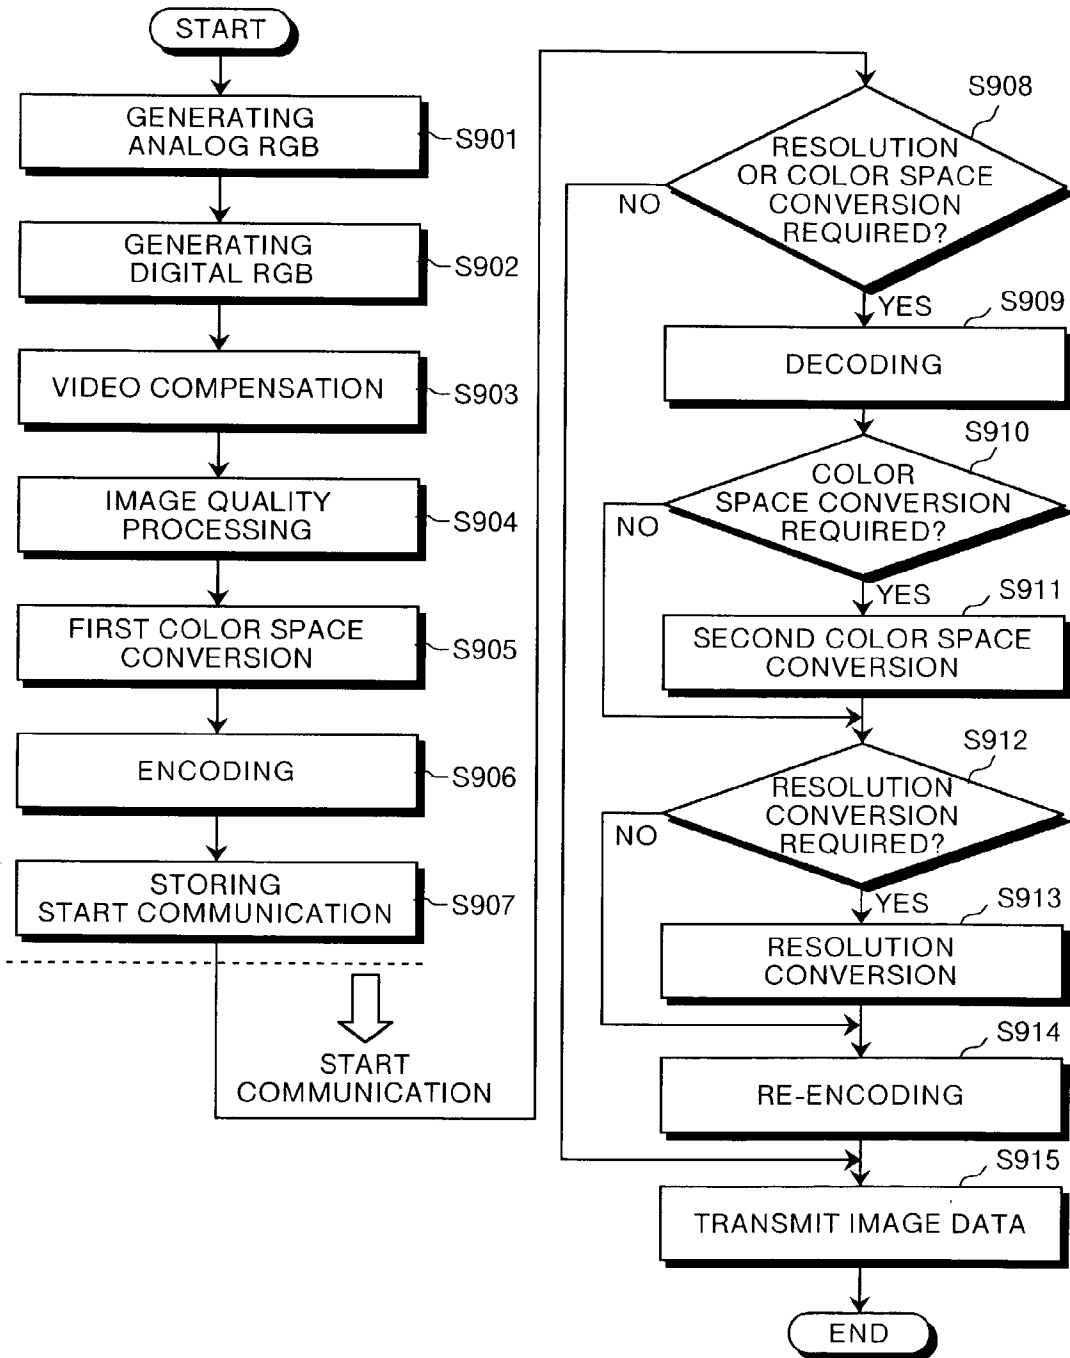 START
GENERATING
ANALOG RGB
S901
GENERATING
DIGITAL RGB
S902
VIDEO COMPENSATION
S903
IMAGE QUALITY
PROCESSING
S904
FIRST COLOR SPACE
CONVERSION
S905
ENCODING
S906
STORING
START COMMUNICATION
S907
START
COMMUNICATION
S908
RESOLUTION
OR COLOR SPACE
CONVERSION
REQUIRED?
NO
YES
S909
DECODING
S910
COLOR
SPACE CONVERSION
REQUIRED?
NO
YES
S911
SECOND COLOR SPACE
CONVERSION
S912
RESOLUTION
CONVERSION
REQUIRED?
NO
YES
S913
RESOLUTION
CONVERSION
S914
RE-ENCODING
S915
TRANSMIT IMAGE DATA
END